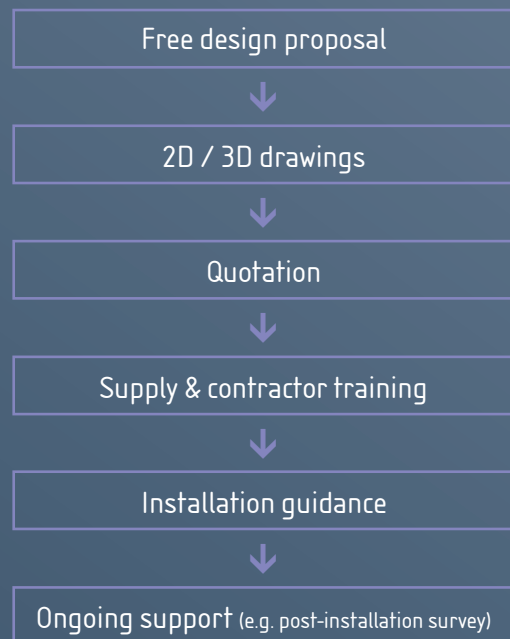 Free design proposal
2D / 3D drawings
Quotation
Supply & contractor training
Installation guidance
Ongoing support (e.g. post-installation survey)